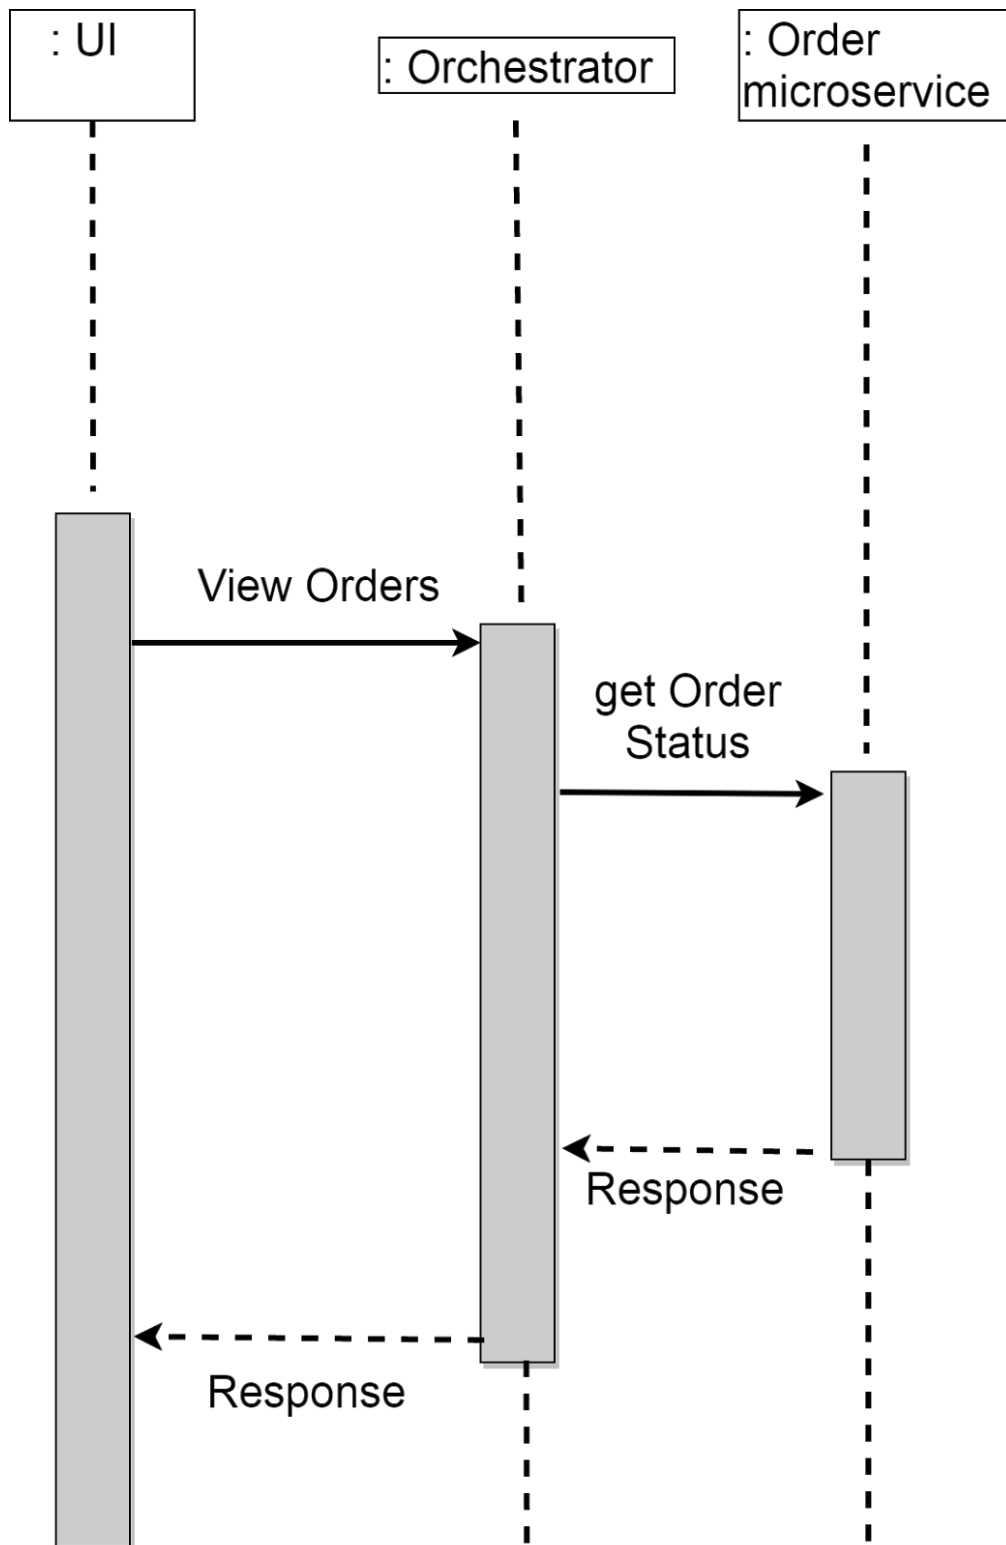 : UI
: Orchestrator
: Order
microservice
View Orders
get Order
Status
Response
Response